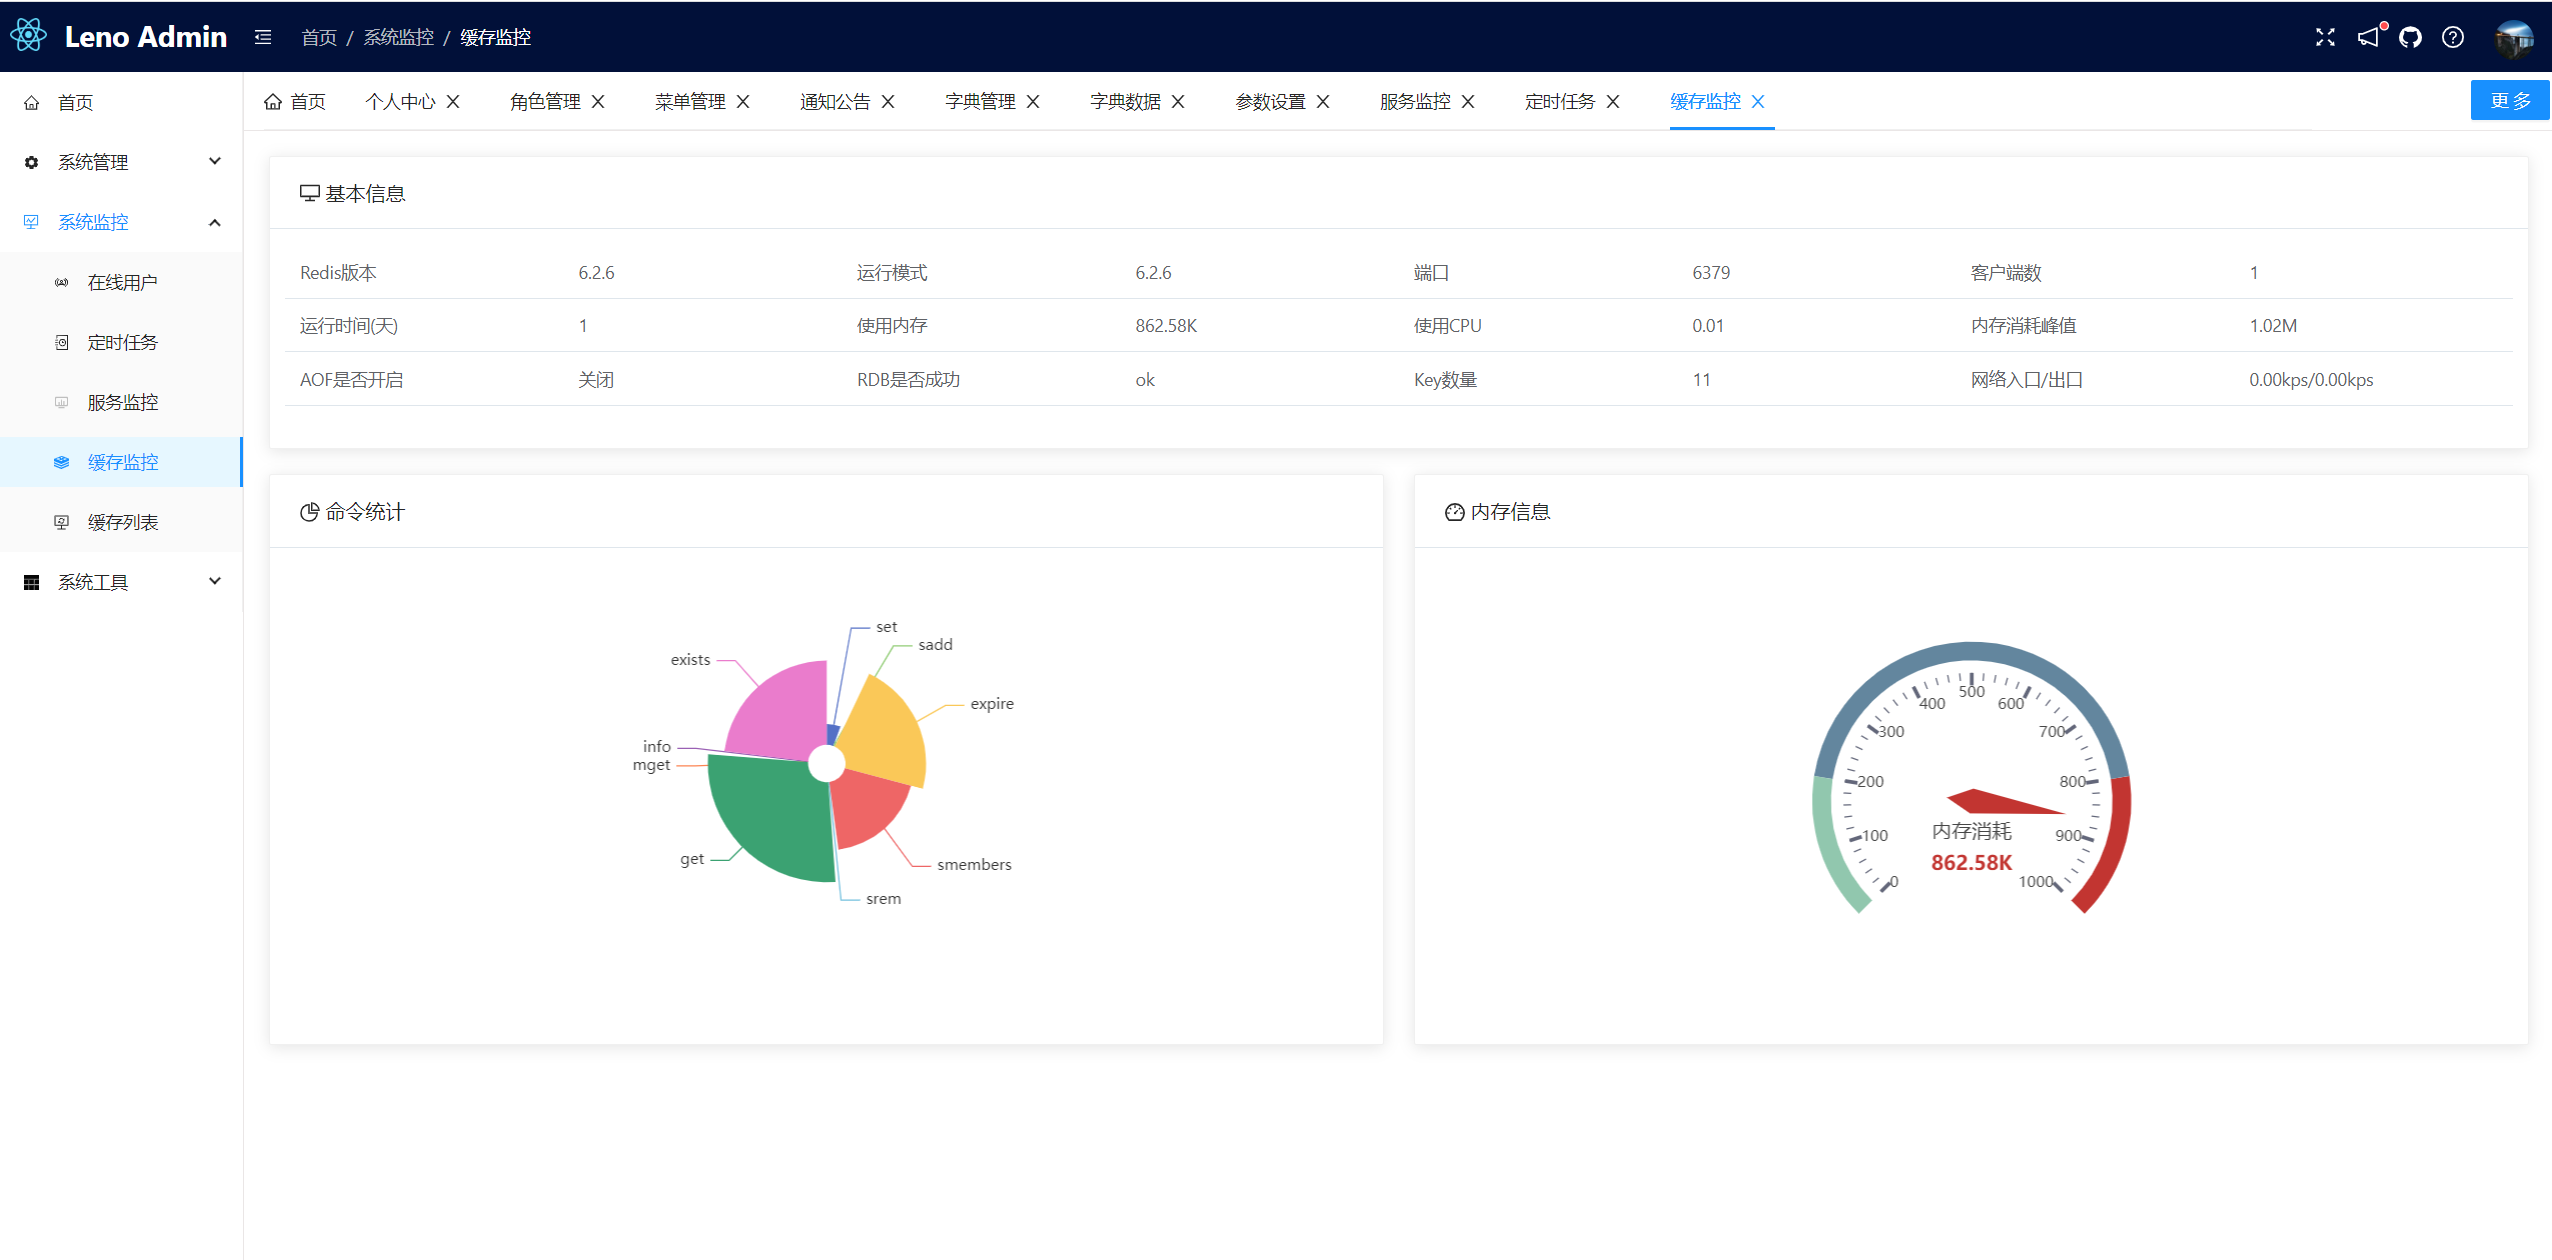 Leno Admin 首页 / 系统监控 / 缓存监控
首页 个人中心 角色管理 菜单管理 通知公告 字典管理 字典数据 参数设置 服务监控 定时任务 缓存监控 更多
首页
系统管理
系统监控
在线用户
定时任务
服务监控
缓存监控
缓存列表
系统工具
基本信息
Redis版本 6.2.6 运行模式 6.2.6 端口 6379 客户端数 1
运行时间(天) 1 使用内存 862.58K 使用CPU 0.01 内存消耗峰值 1.02M
AOF是否开启 关闭 RDB是否成功 ok Key数量 11 网络入口/出口 0.00kps/0.00kps
命令统计
set
sadd
exists
expire
info
mget
get
smembers
srem
内存信息
0
100
200
300
400
500
600
700
800
900
1000
内存消耗
862.58K